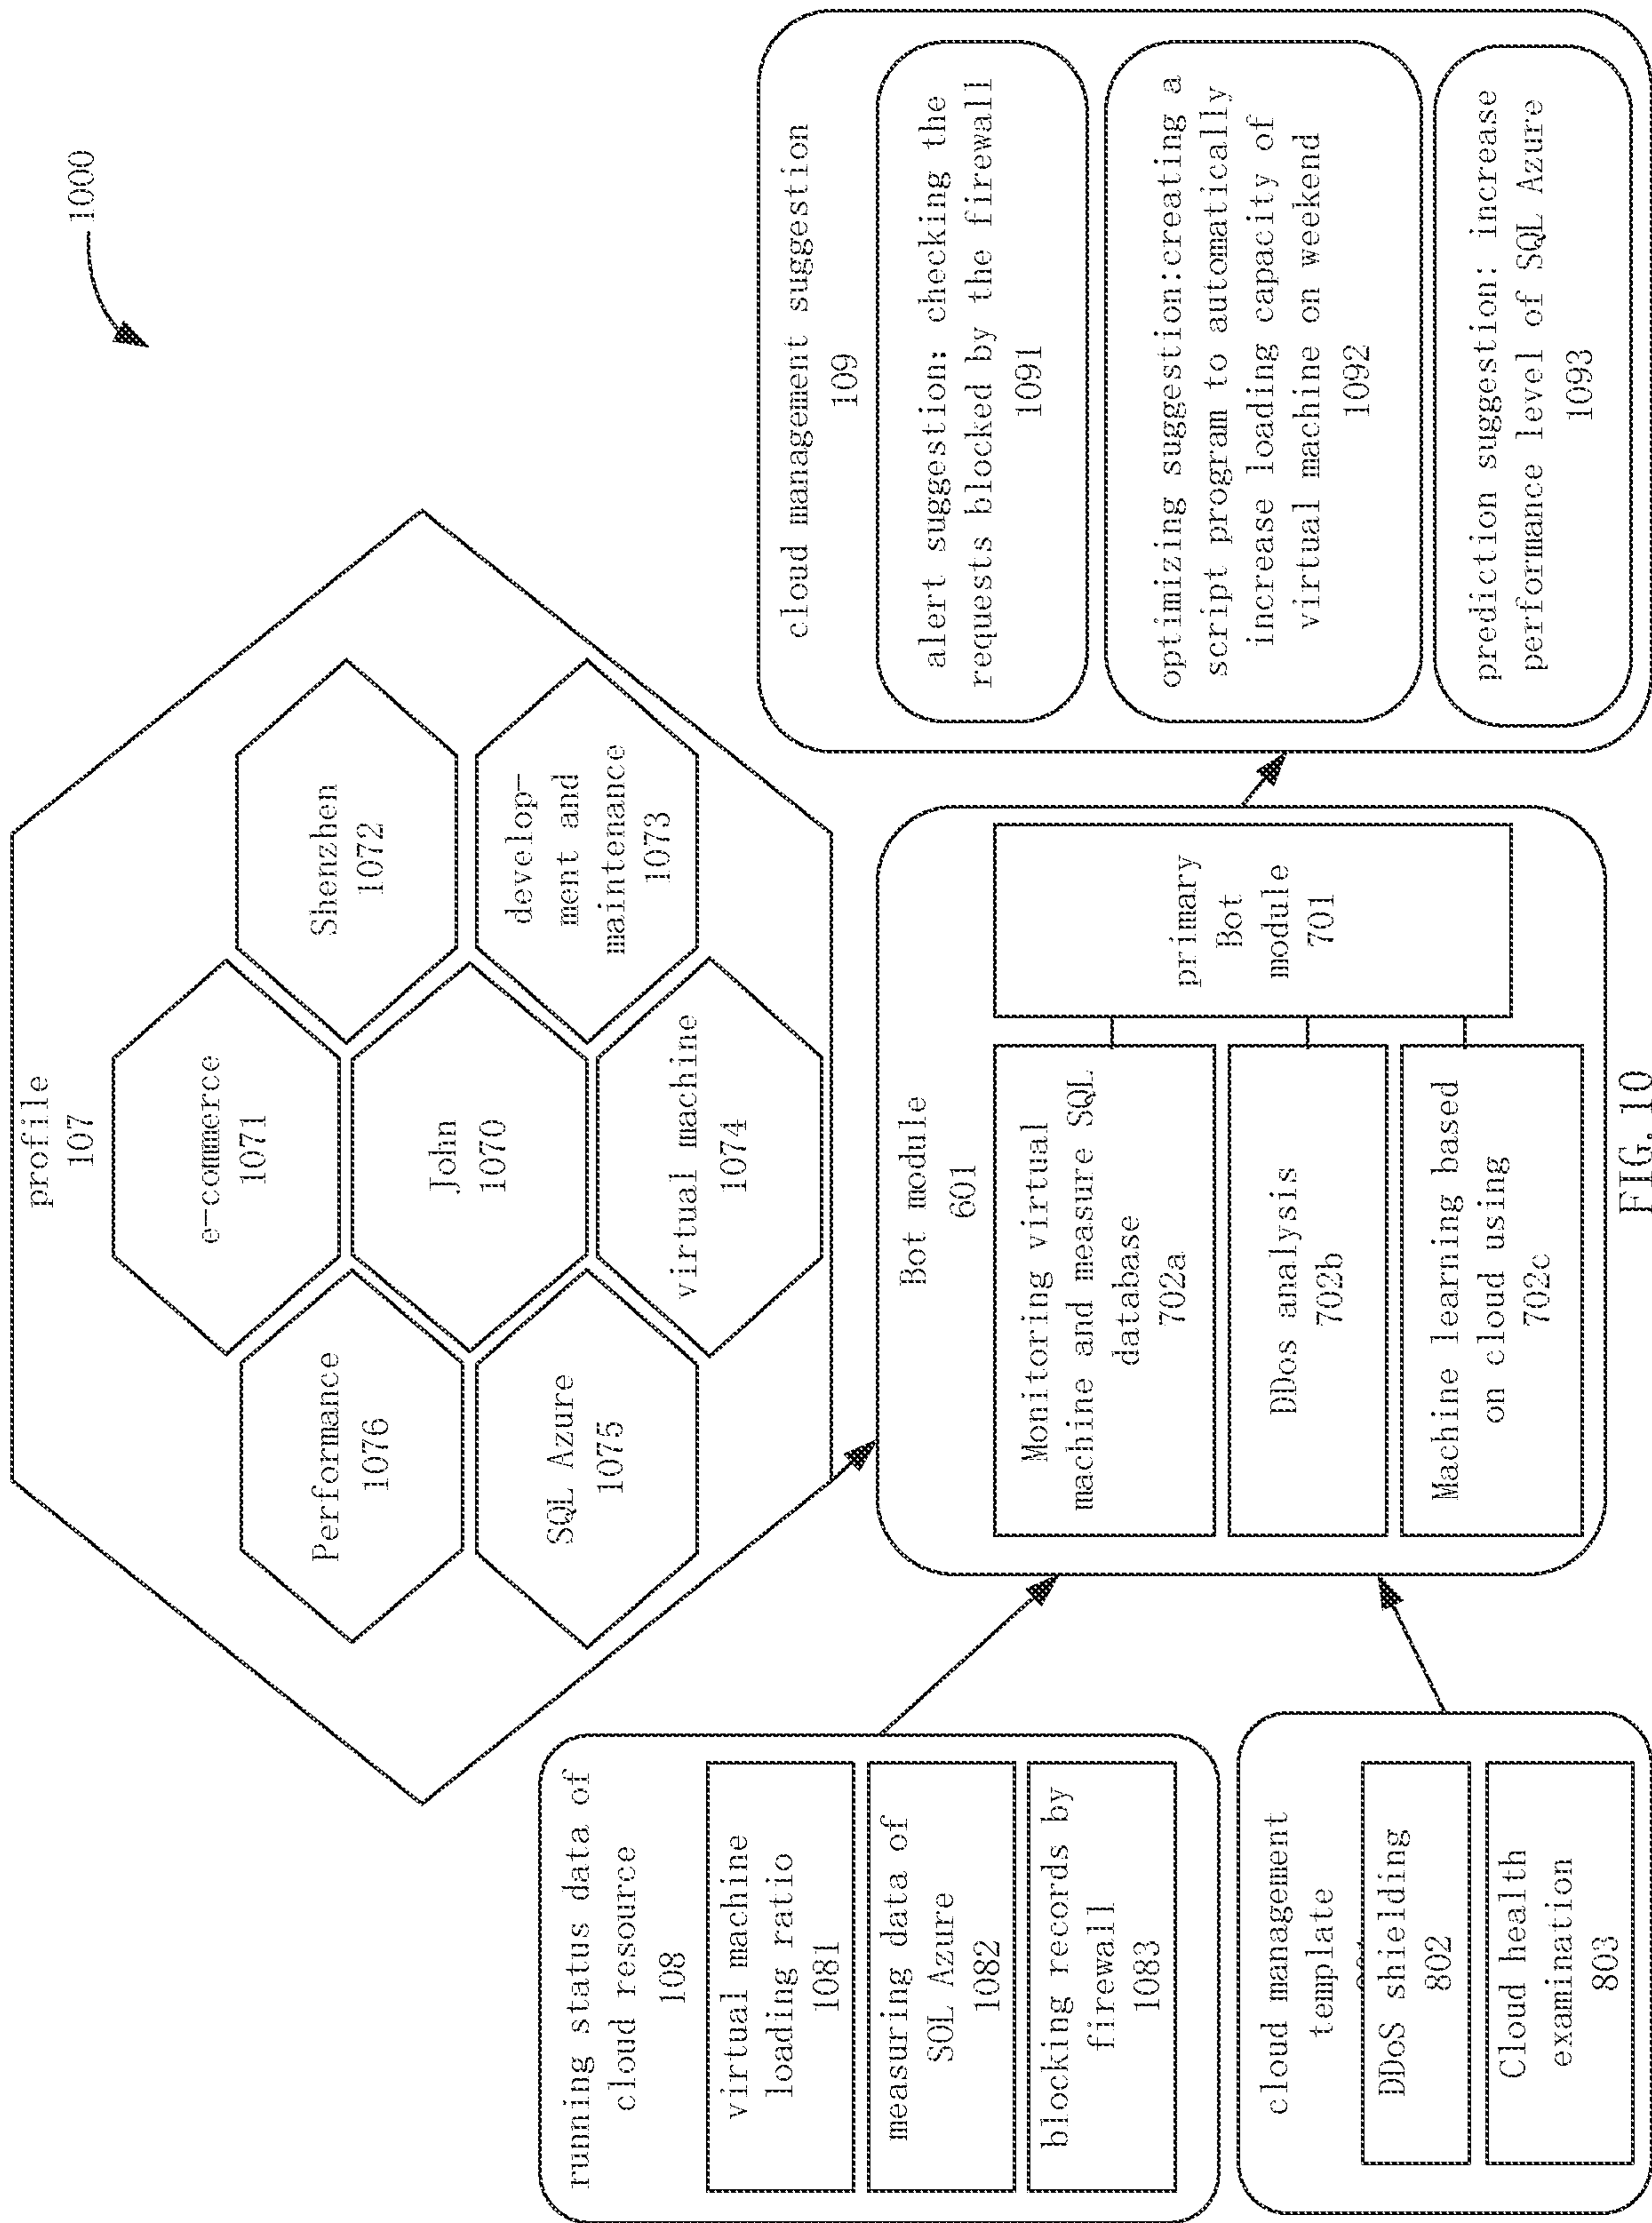 1000
profile
107
e-commerce
1071
Performance
1076
Shenzhen
1072
John
1070
SQL Azure
1075
develop-
ment and
maintenance
1073
virtual machine
1074
running status data of
cloud resource
108
virtual machine
loading ratio
1081
measuring data of
SQL Azure
1082
blocking records by
firewall
1083
cloud management
template
DDoS shielding
802
Cloud health
examination
803
Bot module
601
Monitoring virtual
machine and measure SQL
database
702a
DDos analysis
702b
Machine learning based
on cloud using
702c
primary
Bot
module
701
cloud management suggestion
109
alert suggestion: checking the
requests blocked by the firewall
1091
optimizing suggestion:creating a
script program to automatically
increase loading capacity of
virtual machine on weekend
1092
prediction suggestion: increase
performance level of SQL Azure
1093
FIG. 10